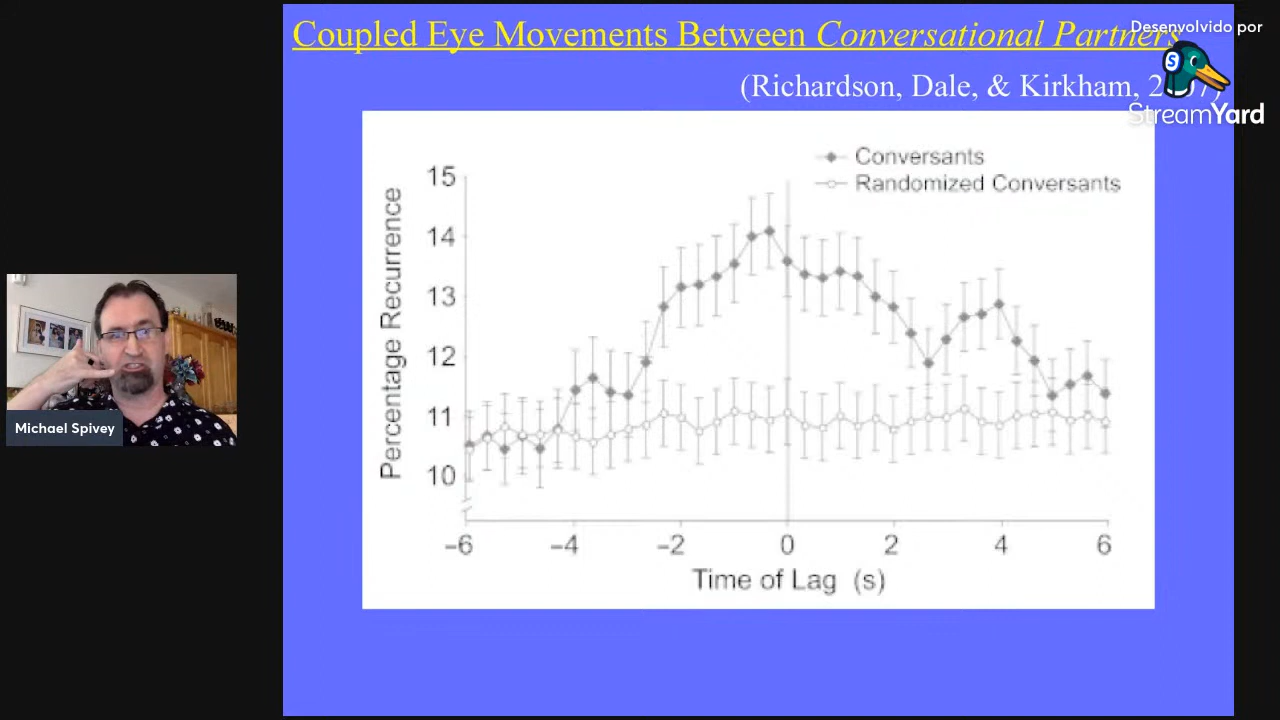 Coupled Eye Movements Between Conversational Partners
Desenvolvido por
(Richardson, Dale, & Kirkham, 2007)
StreamYard
Conversants
Randomized Conversants
15
14
13
12
11
10
Percentage Recurrence
–6
–4
–2
0
2
4
6
Time of Lag (s)
Michael Spivey